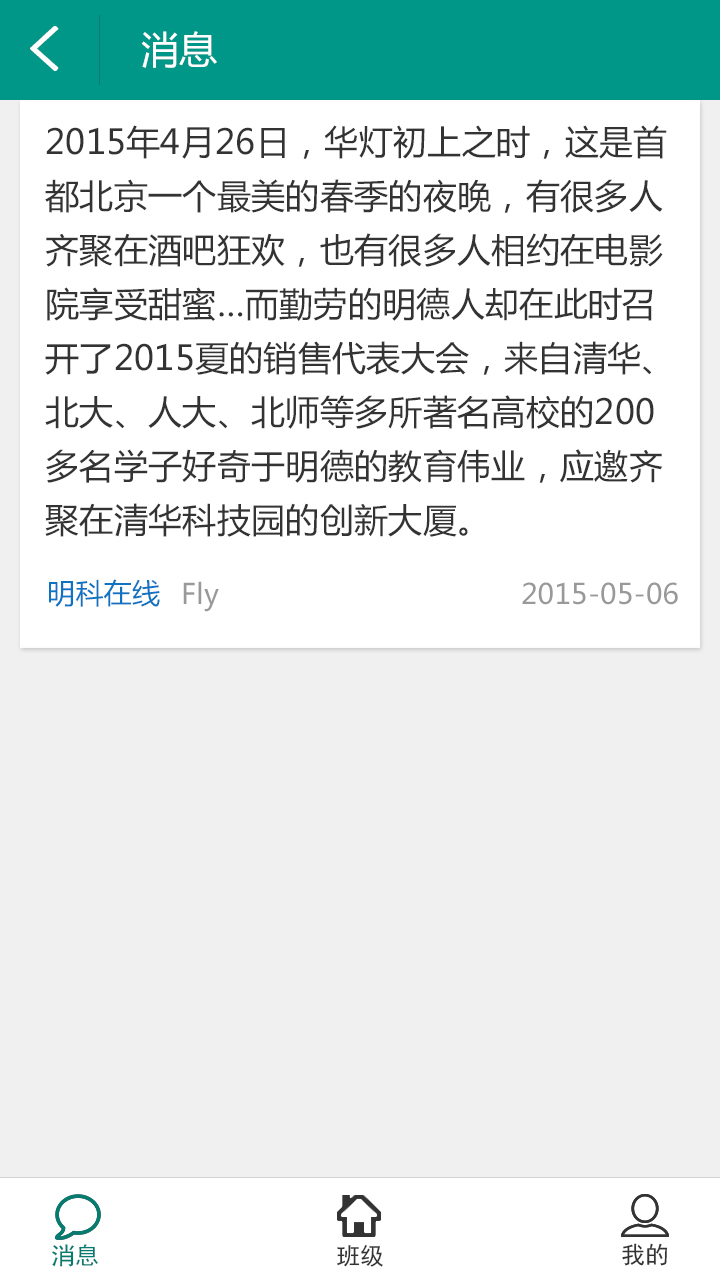 消息
2015年4月26日，华灯初上之时，这是首
都北京一个最美的春季的夜晚，有很多人
齐聚在酒吧狂欢，也有很多人相约在电影
院享受甜蜜...而勤劳的明德人却在此时召
开了2015夏的销售代表大会，来自清华、
北大、人大、北师等多所著名高校的200
多名学子好奇于明德的教育伟业，应邀齐
聚在清华科技园的创新大厦。
明科在线 Fly 2015-05-06
消息 班级 我的